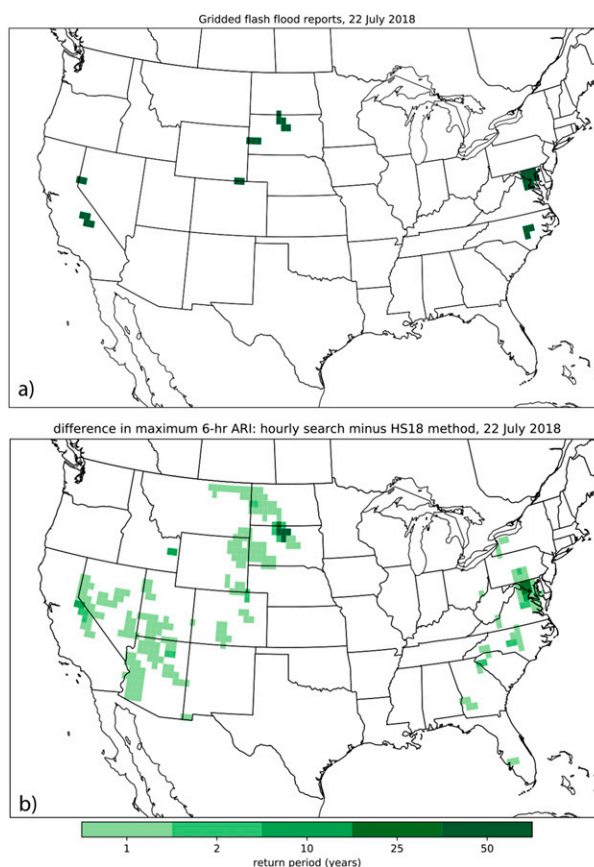 Gridded flash flood reports, 22 July 2018
a)
difference in maximum 6-hr ARI: hourly search minus HS18 method, 22 July 2018
b)
1 2 10 25 50
return period (years)